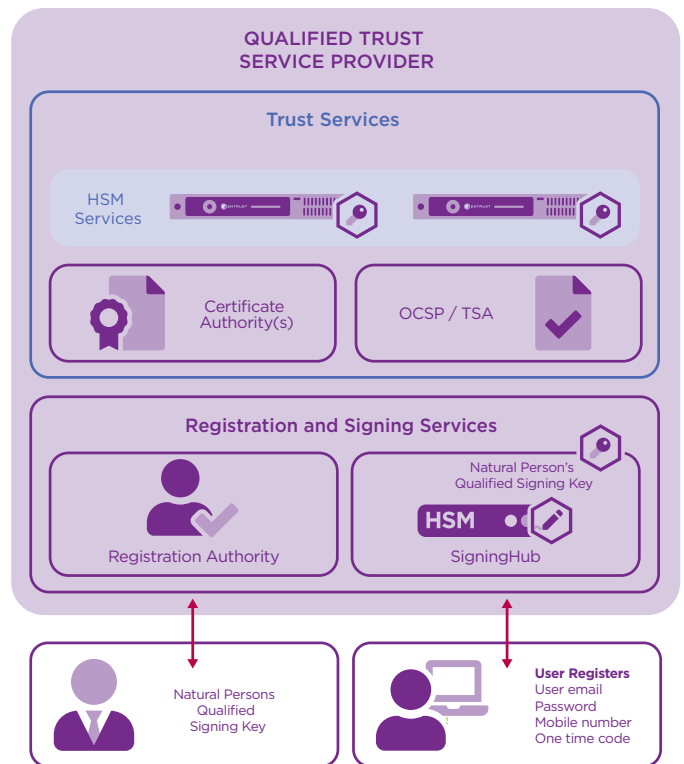 QUALIFIED TRUST
SERVICE PROVIDER
Trust Services
HSM
Services
ENTRUST
ENTRUST
Certificate
Authority(s)
OCSP / TSA
Registration and Signing Services
Registration Authority
Natural Person's
Qualified Signing Key
HSM
SigningHub
Natural Persons
Qualified
Signing Key
User Registers
User email
Password
Mobile number
One time code